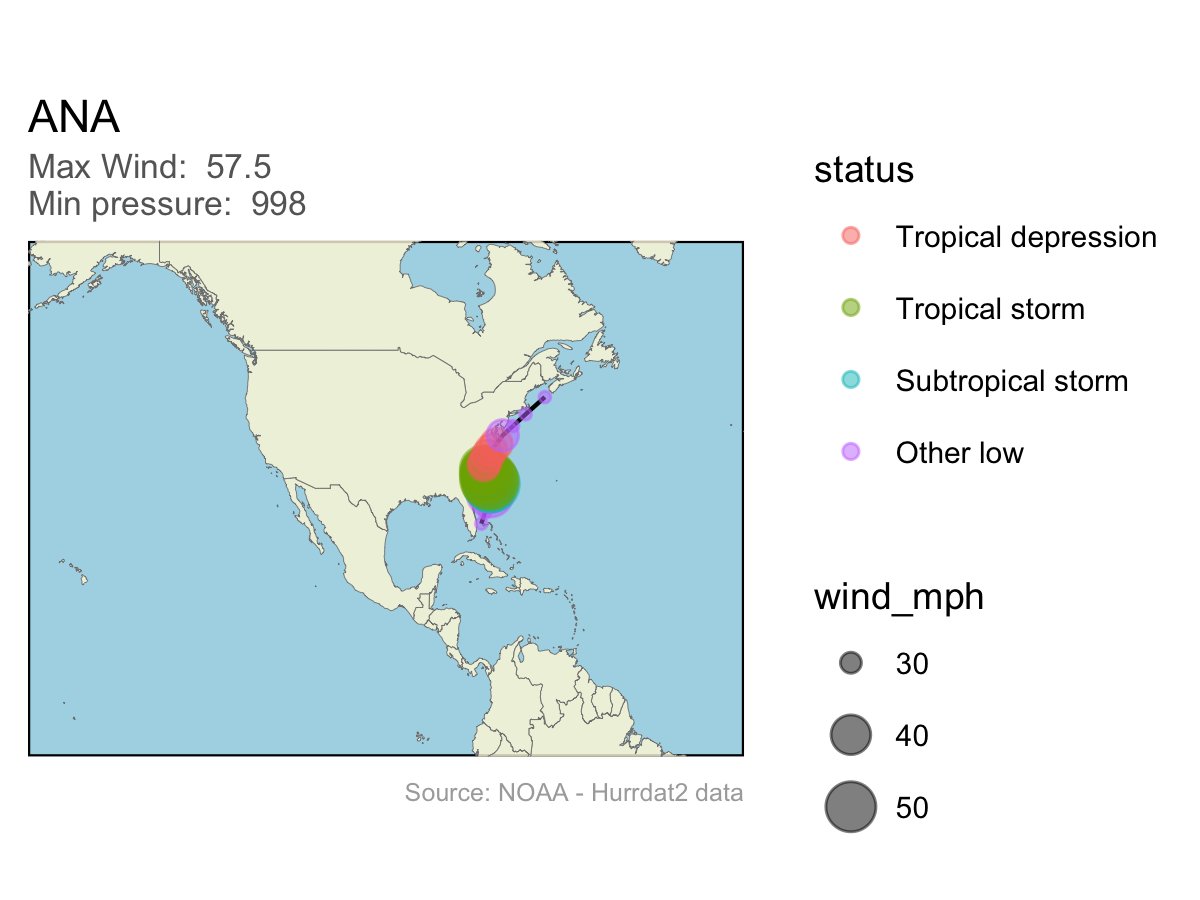 ANA
Max Wind:  57.5
Min pressure:  998
status
Tropical depression
Tropical storm
Subtropical storm
Other low
wind_mph
30
40
50
Source: NOAA - Hurrdat2 data